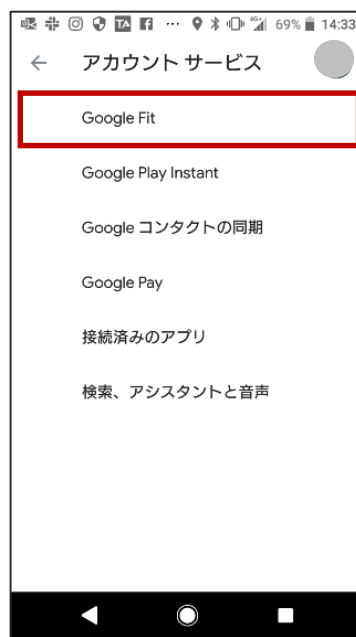 69% 14:33
アカウント サービス
Google Fit
Google Play Instant
Google コンタクトの同期
Google Pay
接続済みのアプリ
検索、アシスタントと音声